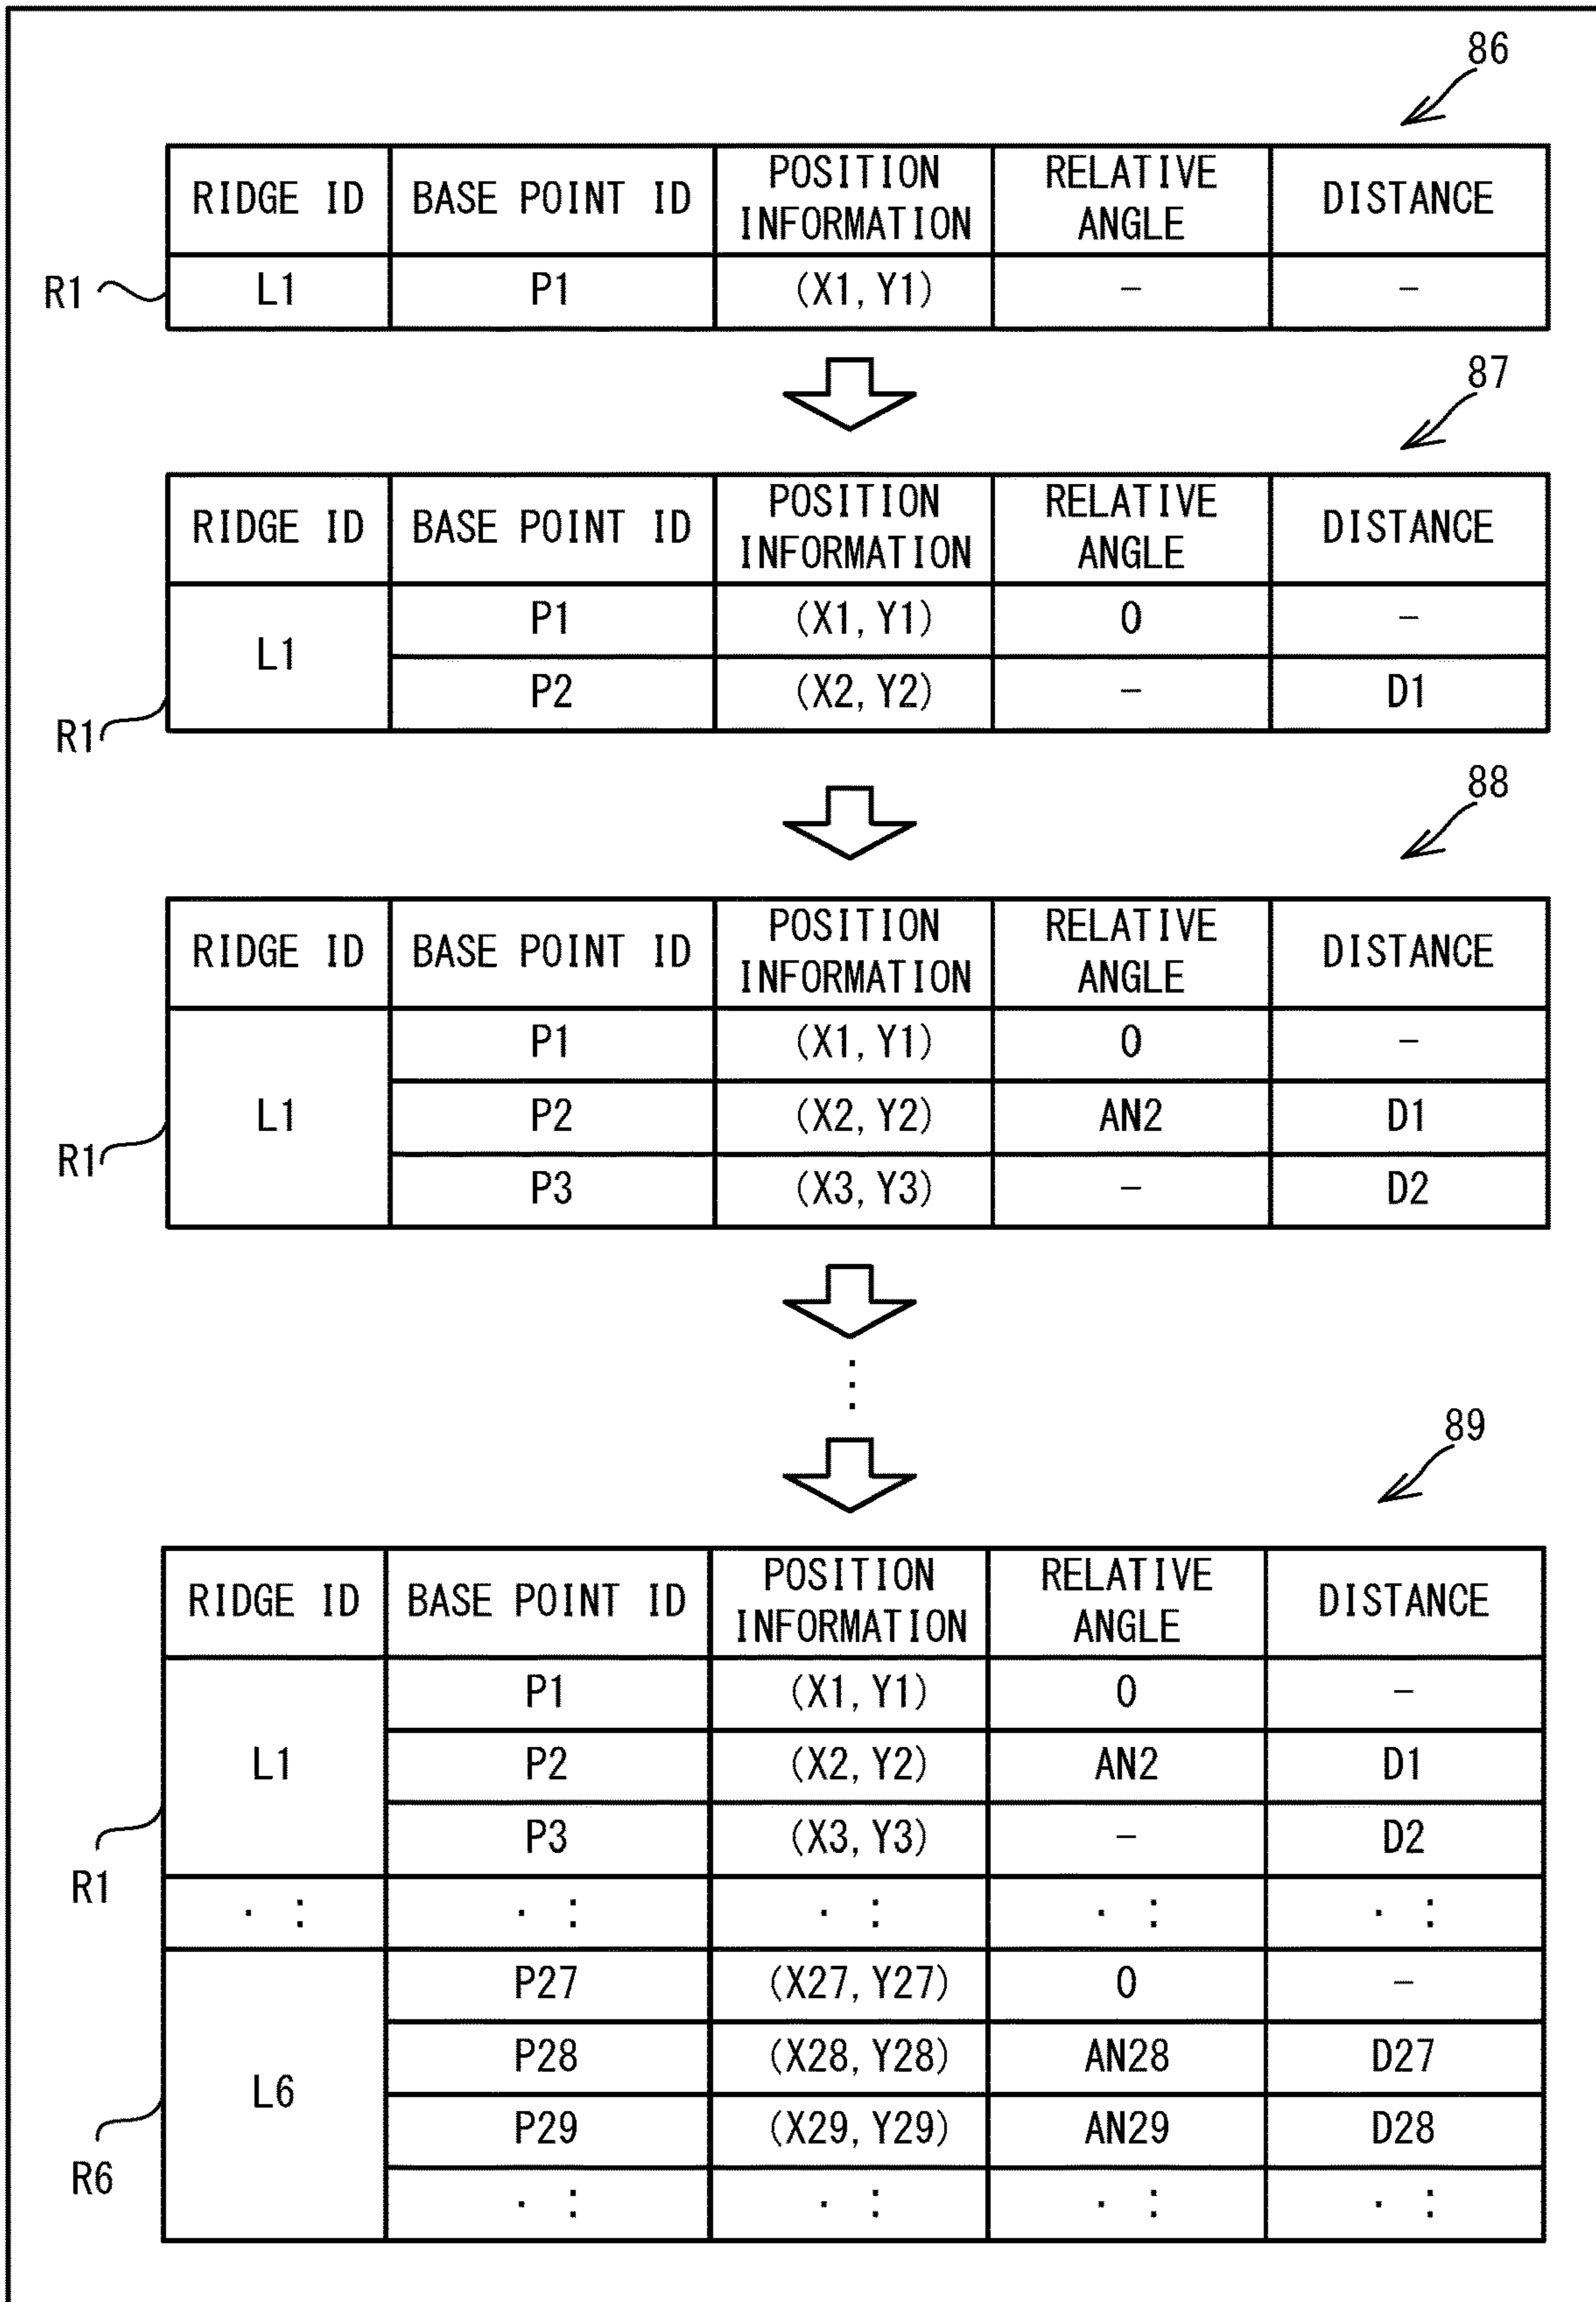 86
RIDGE ID BASE POINT ID POSITION INFORMATION RELATIVE ANGLE DISTANCE
R1 L1 P1 (X1, Y1) - -
87
RIDGE ID BASE POINT ID POSITION INFORMATION RELATIVE ANGLE DISTANCE
L1 P1 (X1, Y1) 0 -
P2 (X2, Y2) - D1
R1
88
RIDGE ID BASE POINT ID POSITION INFORMATION RELATIVE ANGLE DISTANCE
P1 (X1, Y1) 0 -
L1 P2 (X2, Y2) AN2 D1
R1 P3 (X3, Y3) - D2
⋮
89
RIDGE ID BASE POINT ID POSITION INFORMATION RELATIVE ANGLE DISTANCE
P1 (X1, Y1) 0 -
L1 P2 (X2, Y2) AN2 D1
P3 (X3, Y3) - D2
R1
. : . : . : . : . :
P27 (X27, Y27) 0 -
P28 (X28, Y28) AN28 D27
L6
P29 (X29, Y29) AN29 D28
R6
. : . : . : . :